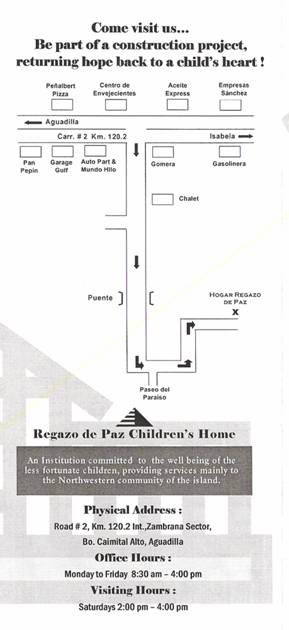 Come visit us...
Be part of a construction project,
returning hope back to a child's heart !
Peñalbert
Pizza
Centro de
Envejecientes
Aceite
Express
Empresas
Sánchez
Aguadilla
Carr. # 2 Km. 120.2
Isabela
Pan
Pepin
Garage
Gulf
Auto Part &
Mundo Hilo
Gomera
Gasolinera
Chalet
Puente
HOGAR REGAZO
DE PAZ
X
Paseo del
Paraiso
Regazo de Paz Children's Home
An Institution committed to the well being of the
less fortunate children, providing services mainly to
the Northwestern community of the island.
Physical Address :
Road # 2, Km. 120.2 Int.,Zambrana Sector,
Bo. Caimital Alto, Aguadilla
Office Hours :
Monday to Friday 8:30 am – 4:00 pm
Visiting Hours :
Saturdays 2:00 pm – 4:00 pm